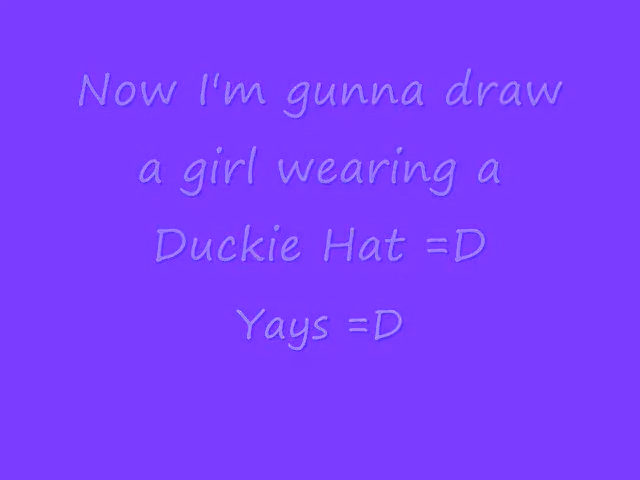 Now I'm gunna draw
a girl wearing a
Duckie Hat =D
Yays =D